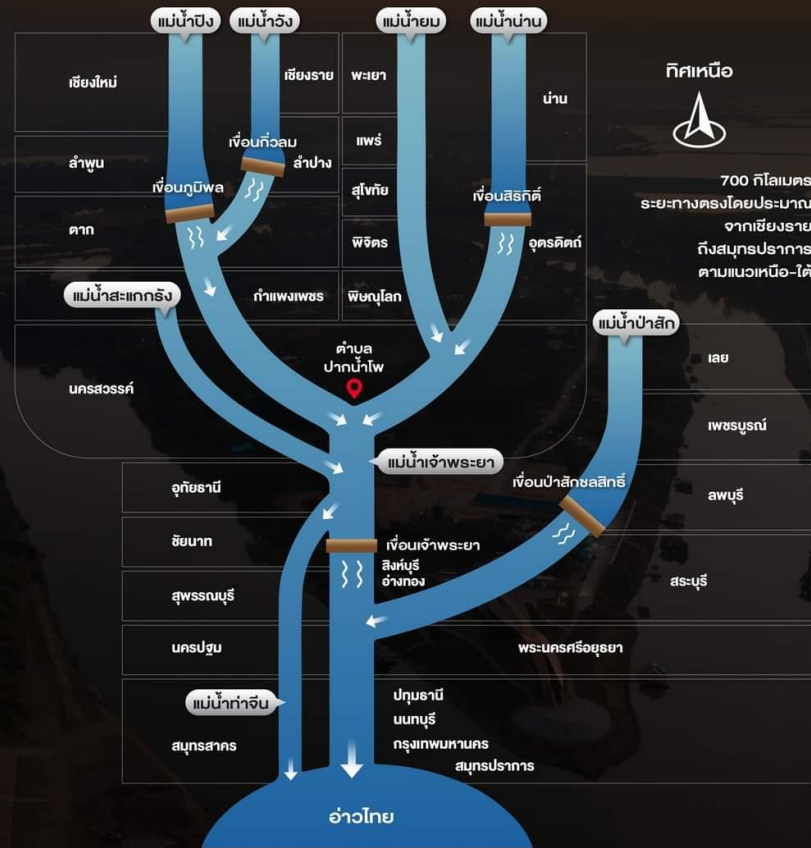 แม่น้ำปิง
แม่น้ำวัง
แม่น้ำยม
แม่น้ำน่าน
เชียงใหม่
เชียงราย
พะเยา
น่าน
ทิศเหนือ
เขื่อนกิ่วลม
แพร่
ลำพูน
ลำปาง
เขื่อนภูมิพล
สุโขทัย
เขื่อนสิริกิติ์
700 กิโลเมตร
ระยะทางตรงโดยประมาณ
จากเชียงราย
ถึงสมุทรปราการ
ตามแนวเหนือ-ใต้
ตาก
พิจิตร
อุตรดิตถ์
แม่น้ำสะแกกรัง
กำแพงเพชร
พิษณุโลก
แม่น้ำป่าสัก
ตำบล
ปากน้ำโพ
เลย
นครสวรรค์
เพชรบูรณ์
แม่น้ำเจ้าพระยา
เขื่อนป่าสักชลสิทธิ์
อุทัยธานี
ลพบุรี
ชัยนาท
เขื่อนเจ้าพระยา
สิงห์บุรี
อ่างทอง
สระบุรี
สุพรรณบุรี
นครปฐม
พระนครศรีอยุธยา
แม่น้ำท่าจีน
ปทุมธานี
นนทบุรี
สมุทรสาคร
กรุงเทพมหานคร
สมุทรปราการ
อ่าวไทย